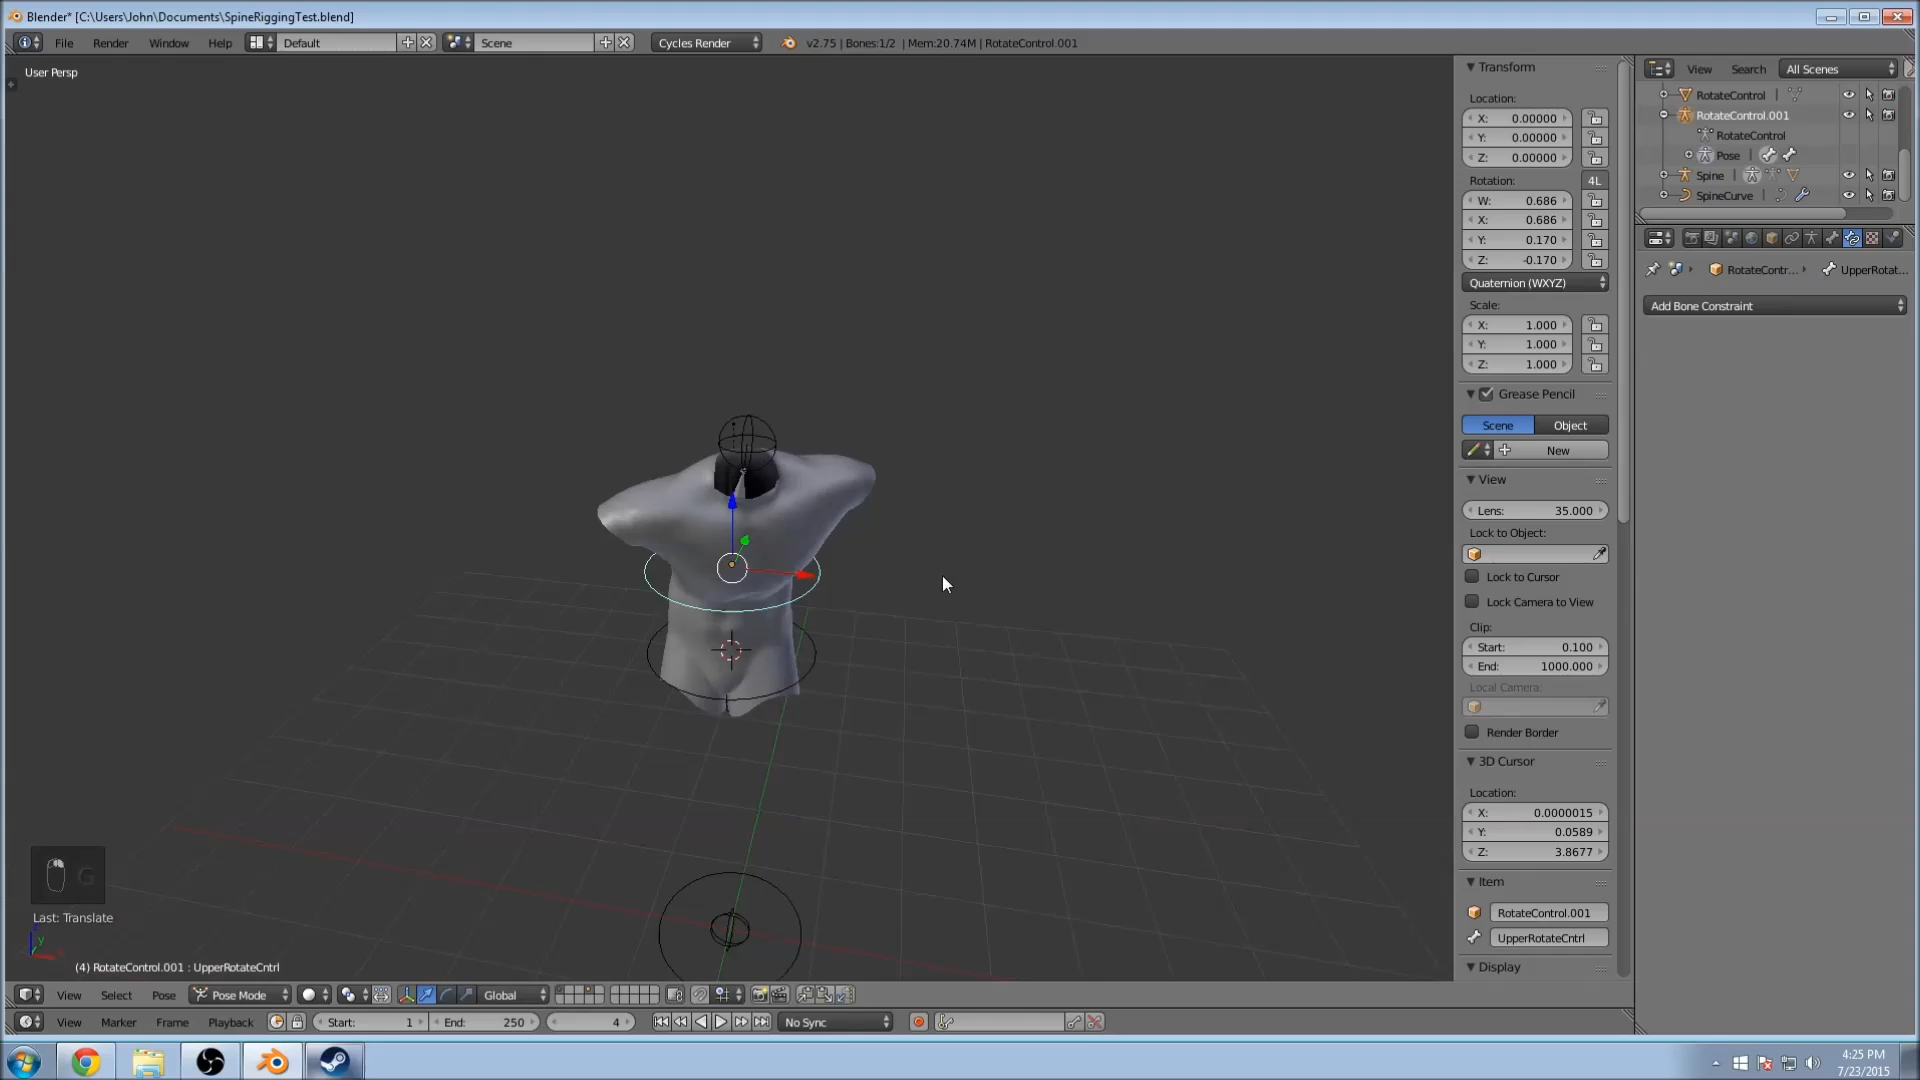 Blender* [C:\Users\John\Documents\SpineRiggingTest.blend]
File Render Window Help Default Scene Cycles Render v2.75 | Bones:1/2 | Mem:20.74M | RotateControl.001
User Persp
Transform
Location:
X: 0.00000
Y: 0.00000
Z: 0.00000
Rotation: 4L
W: 0.686
X: 0.686
Y: 0.170
Z: -0.170
Quaternion (WXYZ)
Scale:
X: 1.000
Y: 1.000
Z: 1.000
Grease Pencil
Scene Object
New
View
Lens: 35.000
Lock to Object:
Lock to Cursor
Lock Camera to View
Clip:
Start: 0.100
End: 1000.000
Local Camera:
Render Border
3D Cursor
Location:
X: 0.0000015
Y: 0.0589
Z: 3.8677
Item
RotateControl.001
UpperRotateCntrl
Display
View Search All Scenes
RotateControl
RotateControl.001
RotateControl
Pose
Spine
SpineCurve
RotateContr... UpperRotat...
Add Bone Constraint
G
Last: Translate
z
y
(4) RotateControl.001 : UpperRotateCntrl
View Select Pose Pose Mode Global
View Marker Frame Playback Start: 1 End: 250 4 No Sync
4:25 PM
7/23/2015